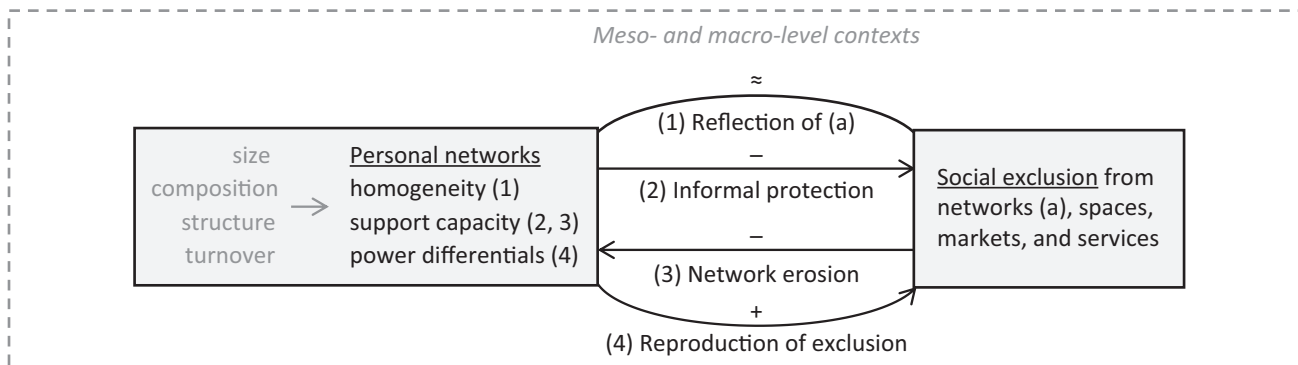 Meso- and macro-level contexts
size
composition
structure
turnover
Personal networks
homogeneity (1)
support capacity (2, 3)
power differentials (4)
≈
(1) Reflection of (a)
–
(2) Informal protection
–
(3) Network erosion
+
(4) Reproduction of exclusion
Social exclusion from
networks (a), spaces,
markets, and services